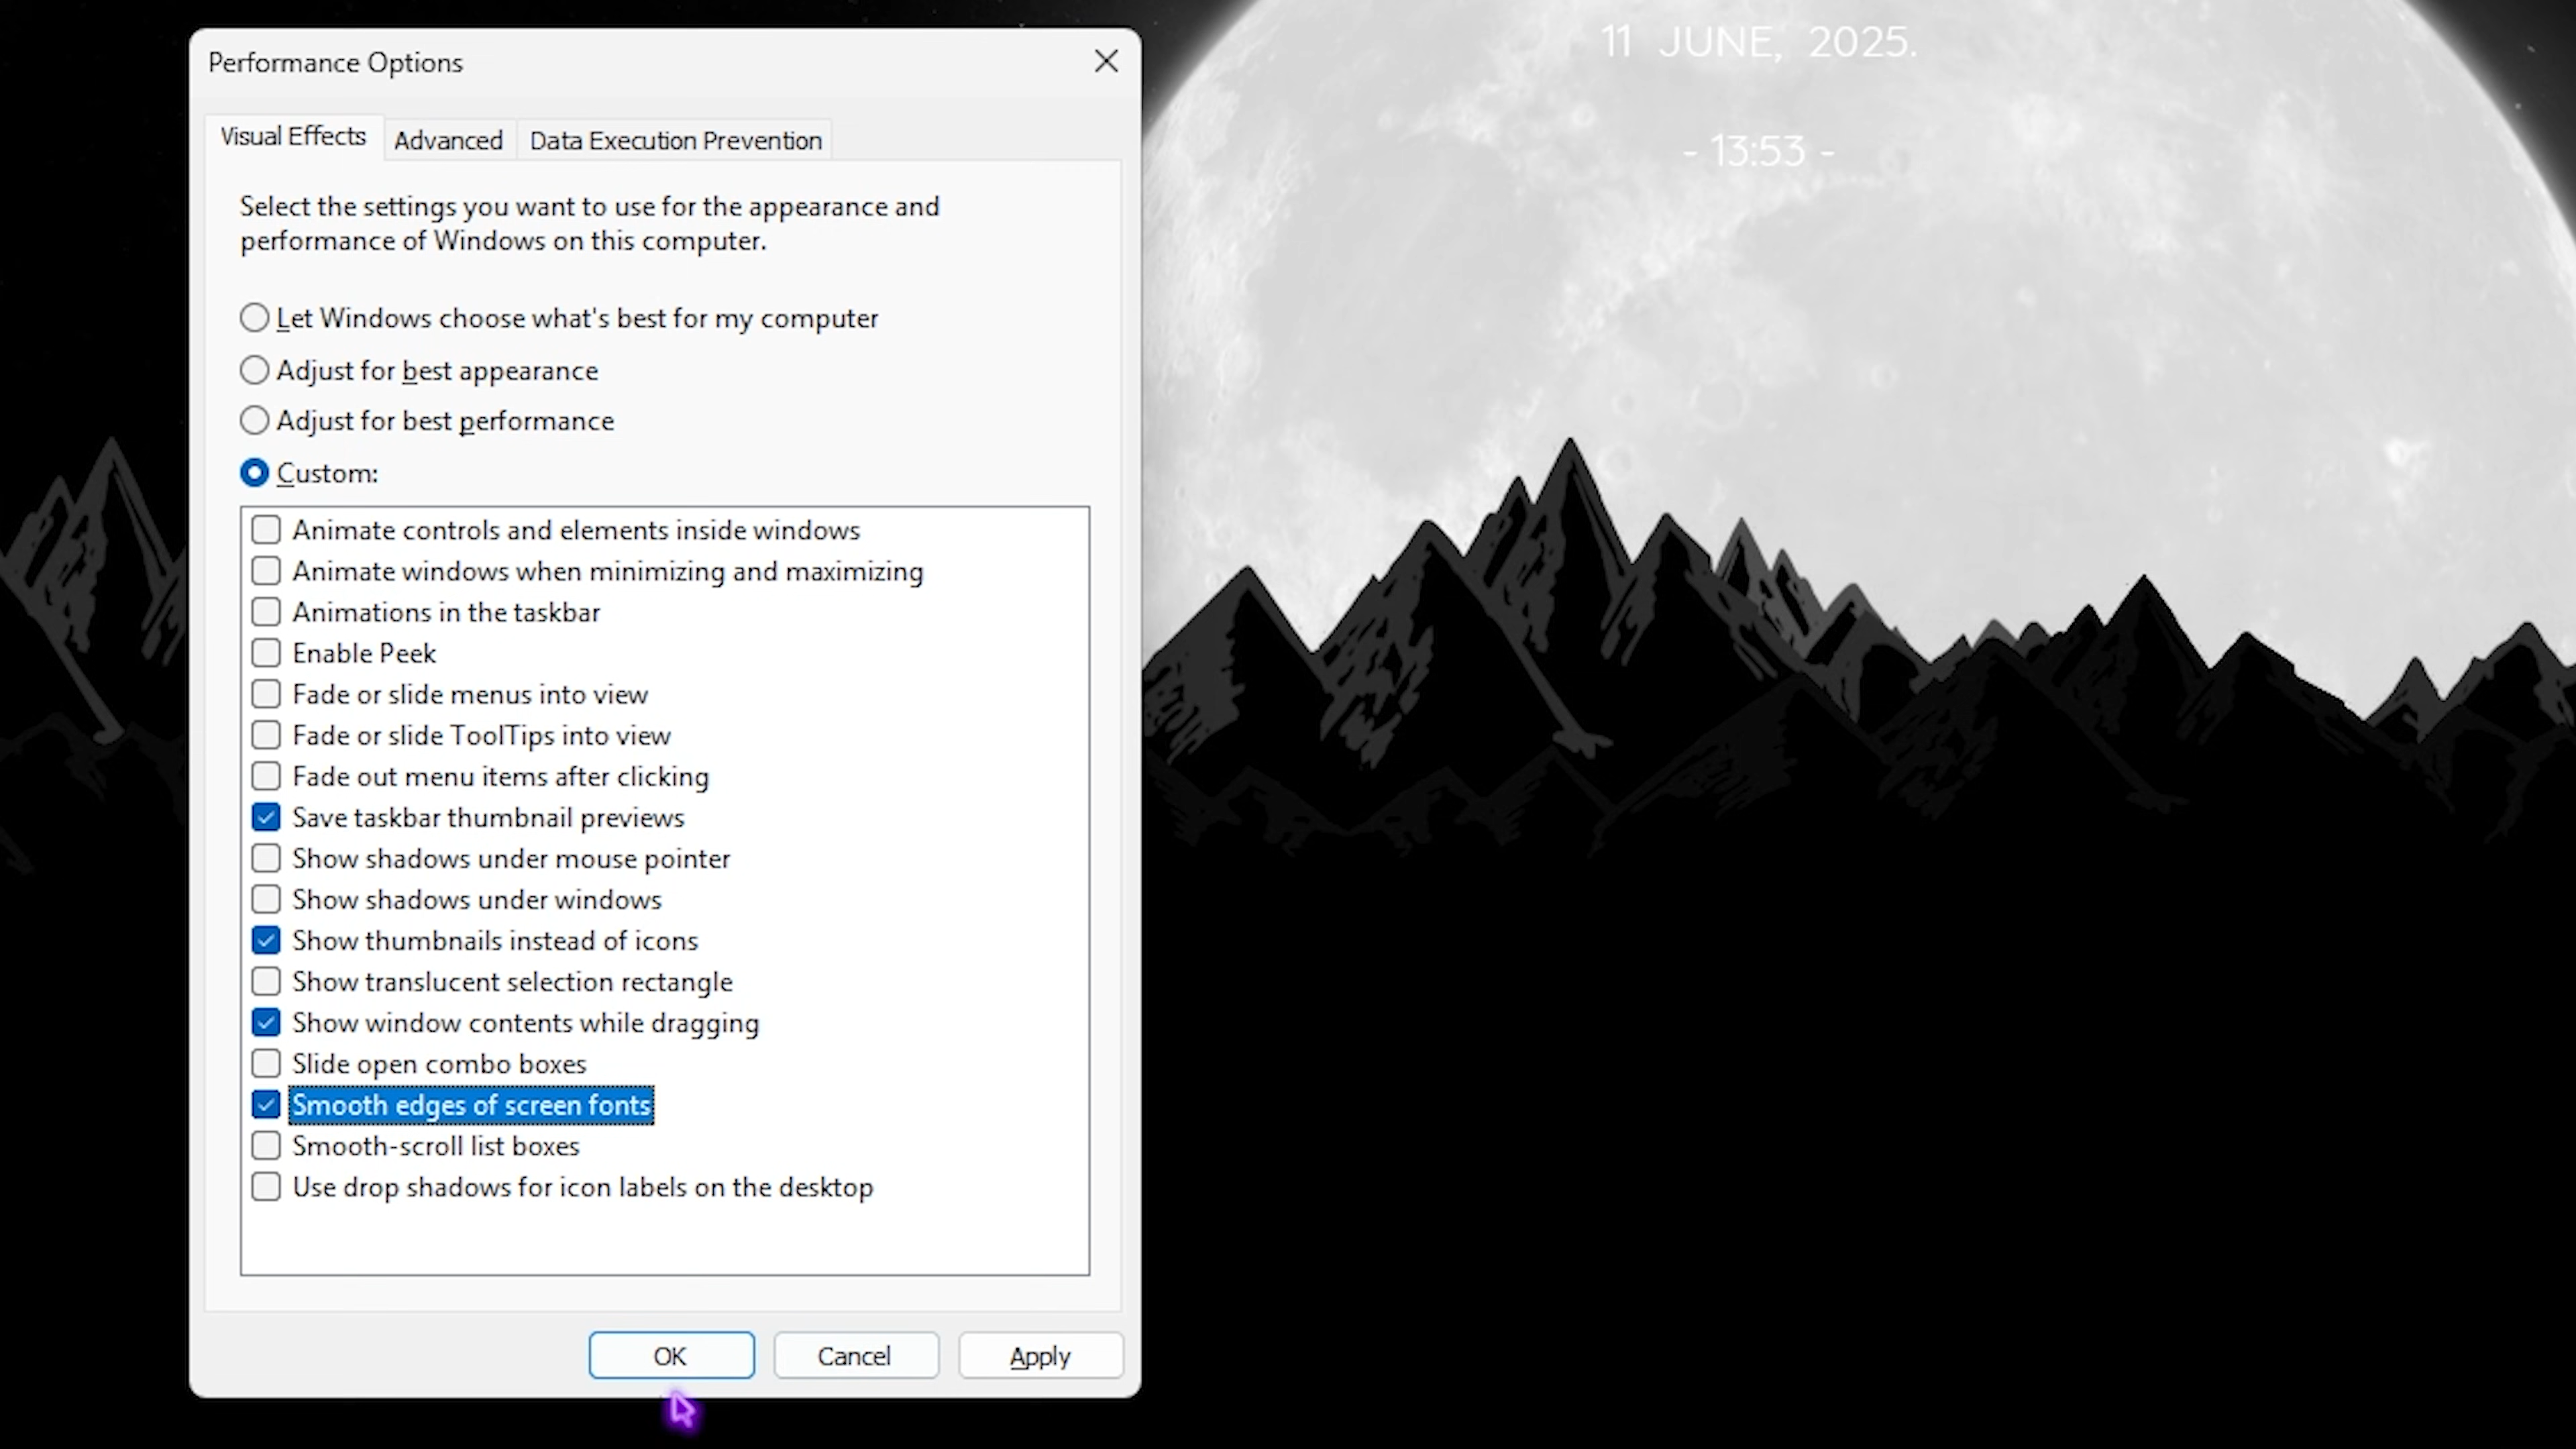 11 JUNE, 2025.
- 13:53 -
Performance Options
Visual Effects
Advanced
Data Execution Prevention
Select the settings you want to use for the appearance and
performance of Windows on this computer.
Let Windows choose what's best for my computer
Adjust for best appearance
Adjust for best performance
Custom:
Animate controls and elements inside windows
Animate windows when minimizing and maximizing
Animations in the taskbar
Enable Peek
Fade or slide menus into view
Fade or slide ToolTips into view
Fade out menu items after clicking
Save taskbar thumbnail previews
Show shadows under mouse pointer
Show shadows under windows
Show thumbnails instead of icons
Show translucent selection rectangle
Show window contents while dragging
Slide open combo boxes
Smooth edges of screen fonts
Smooth-scroll list boxes
Use drop shadows for icon labels on the desktop
OK
Cancel
Apply